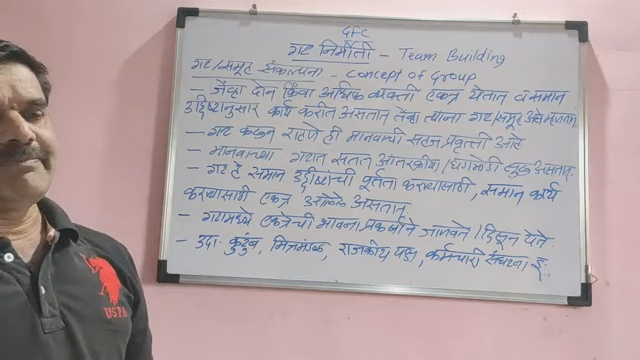 GFC
गट निर्मीती - Team Building
गट/समूह संकल्पना - Concept of Group
- जेंव्हा दोन किंवा अधिक व्यक्ती एकत्र येतात व समान
उद्दिष्टानुसार कार्य करीत असतात तेंव्हा त्यांना गट/समूह असे म्हणतात.
- गट करून राहणे ही मानवाची सहज प्रवृत्ती आहे
- मानवाच्या गटात सतत आंतरक्रीया/घडामोडी सुरू असतात.
- गट हे समान उद्दीष्टांची पूर्तता करण्यासाठी, समान कार्य
करण्यासाठी एकत्र आलेले असतात.
- गटामध्ये एकतेची भावना प्रकर्षाने जाणवते/दिसून येते.
- उदा. कुटुंब, मित्रमंडळ, राजकीय पक्ष, कर्मचारी संघटना इ.
USPA